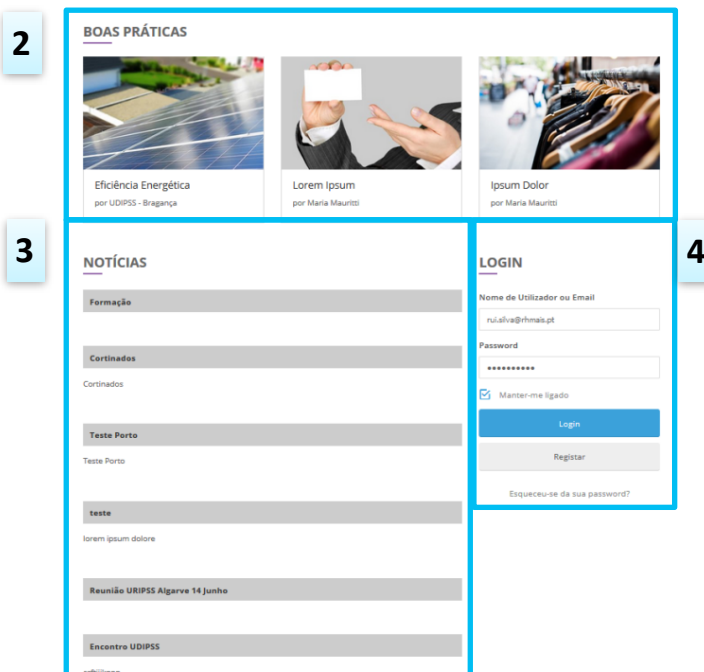 2
BOAS PRÁTICAS
Eficiência Energética
por UDIPSS - Bragança
Lorem Ipsum
por Maria Mauritti
Ipsum Dolor
por Maria Mauritti
3
NOTÍCIAS
Formação
Cortinados
Cortinados
Teste Porto
Teste Porto
teste
lorem ipsum dolore
Reunião URIPSS Algarve 14 Junho
Encontro UDIPSS
4
LOGIN
Nome de Utilizador ou Email
rui.silva@rhmais.pt
Password
••••••••••
Manter-me ligado
Login
Registar
Esqueceu-se da sua password?